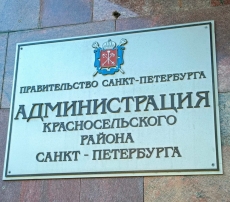 ПРАВИТЕЛЬСТВО САНКТ-ПЕТЕРБУРГА
АДМИНИСТРАЦИЯ
КРАСНОСЕЛЬСКОГО
РАЙОНА
САНКТ - ПЕТЕРБУРГА